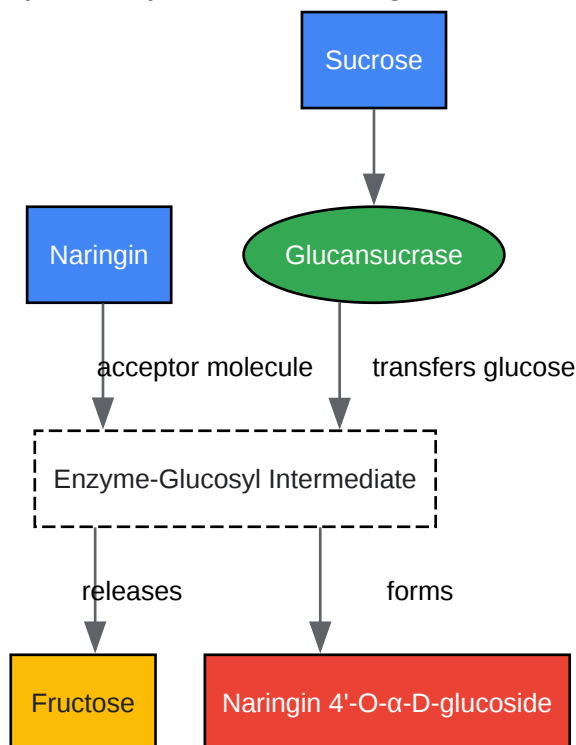 Sucrose
Naringin
Glucansucrase
acceptor molecule
transfers glucose
Enzyme-Glucosyl Intermediate
releases
forms
Fructose
Naringin 4'-O-α-D-glucoside